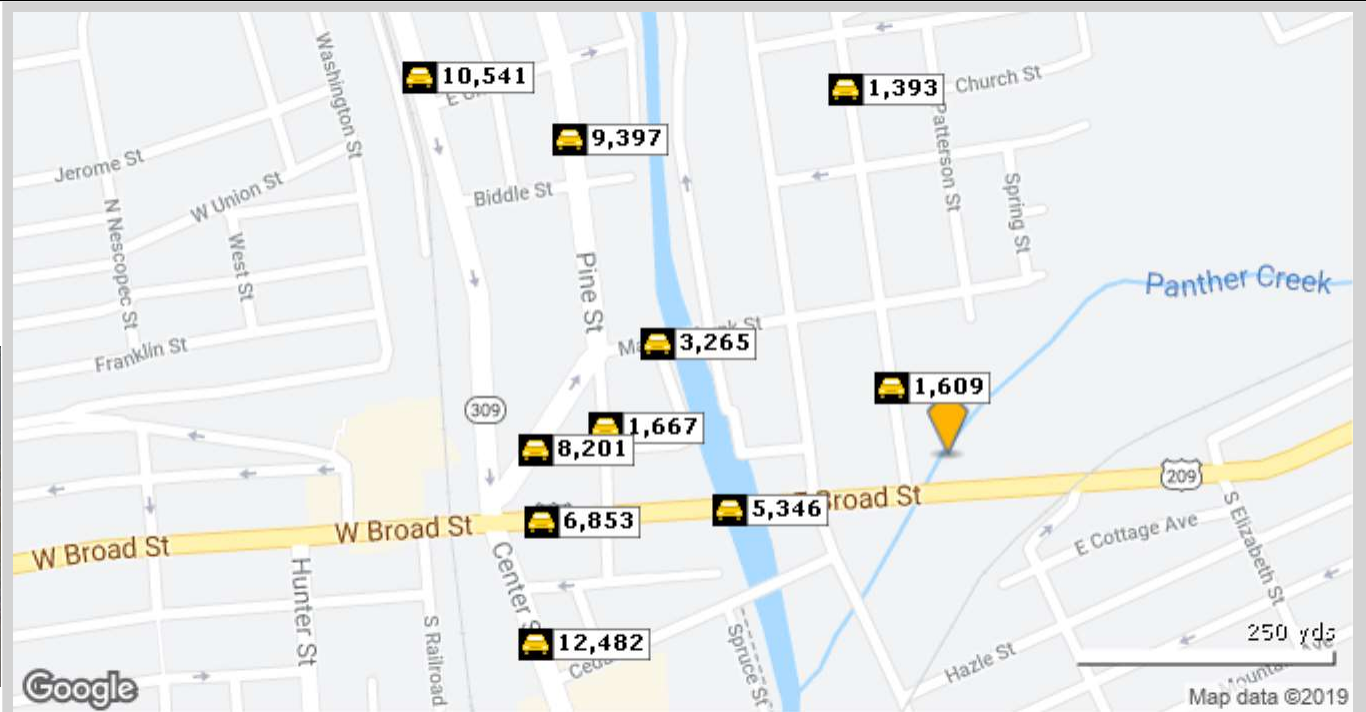 10,541
1,393
Church St
Washington St
9,397
Patterson St
Jerome St
W Union St
Biddle St
Spring St
N Nescopec St
West St
Pine St
Panther Creek
Franklin St
3,265
1,609
309
1,667
8,201
209
5,346
E Broad St
6,853
W Broad St
W Broad St
S Elizabeth St
E Cottage Ave
Hunter St
Center S
S Railroad
12,482
Spruce St
Hazle St
250 yds
Google
Map data ©2019